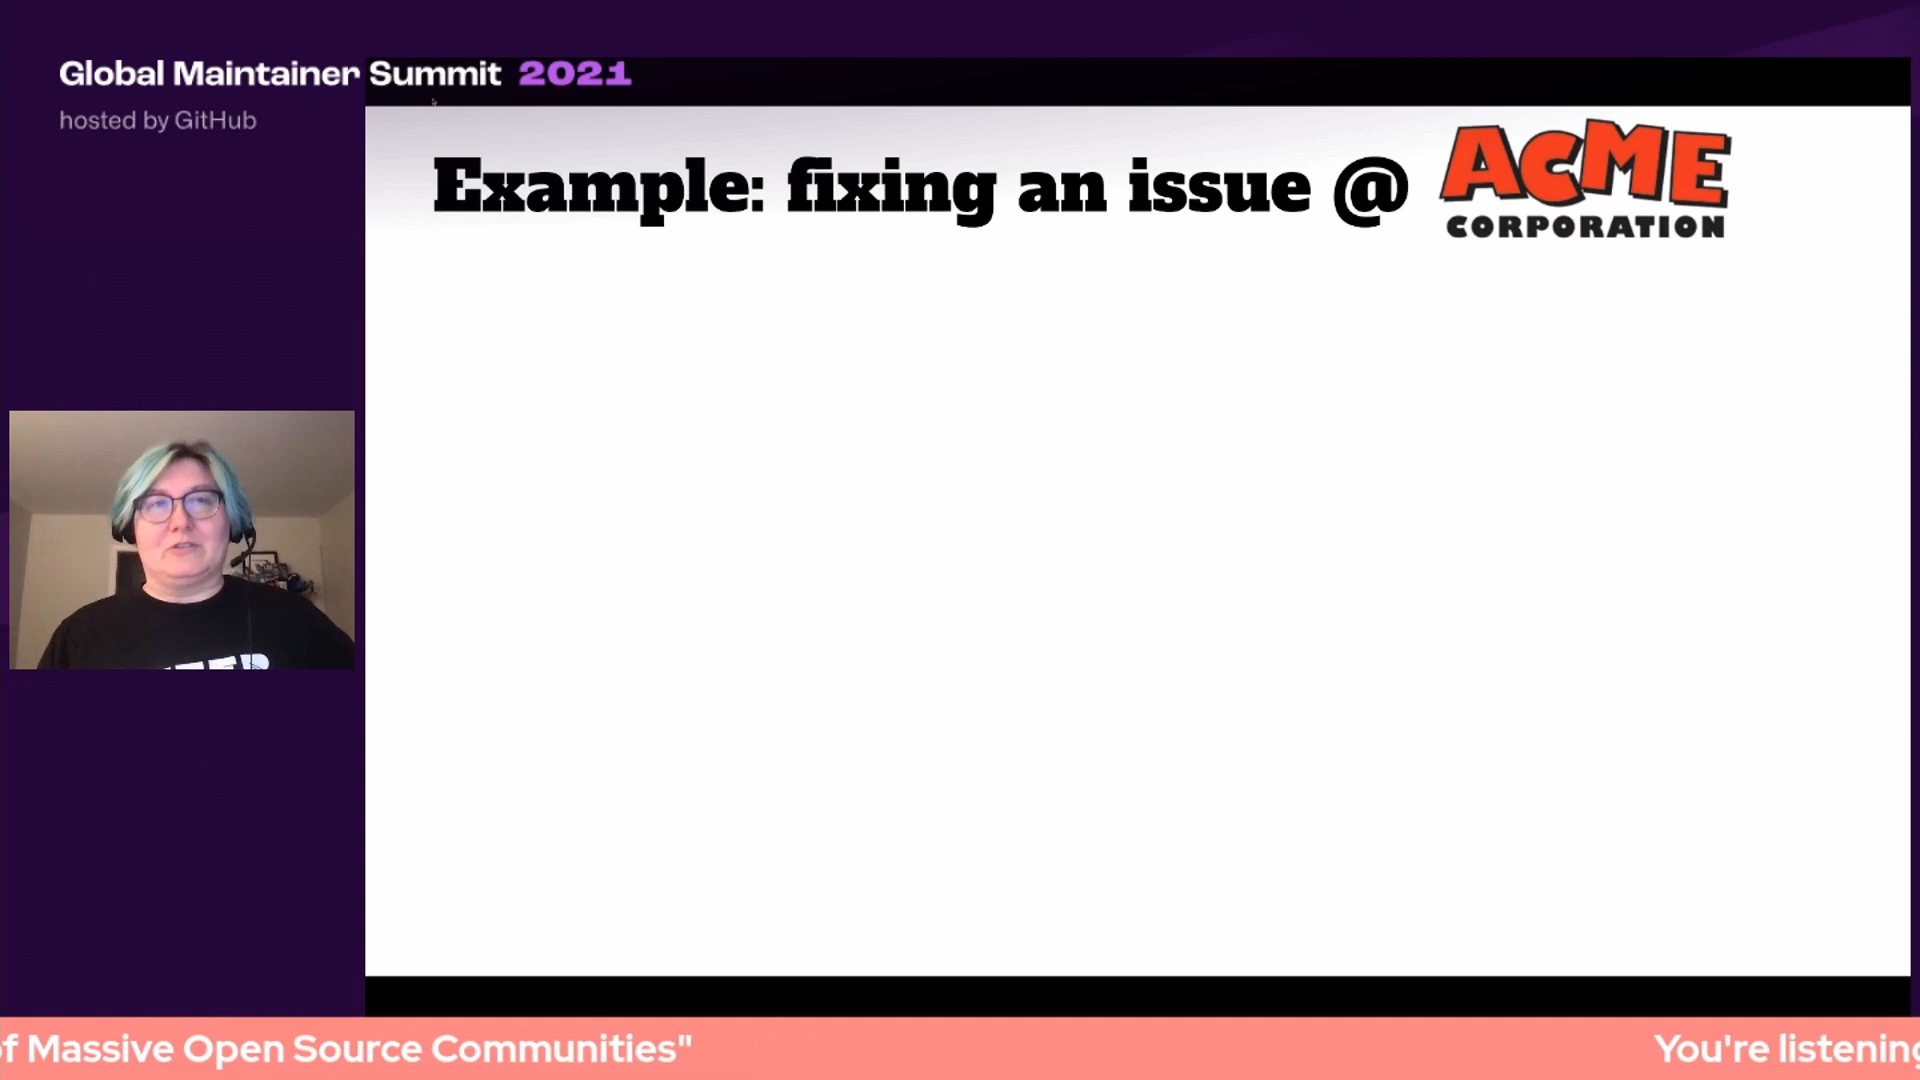 Global Maintainer Summit 2021
hosted by GitHub
Example: fixing an issue @
ACME
CORPORATION
of Massive Open Source Communities"
You're listening